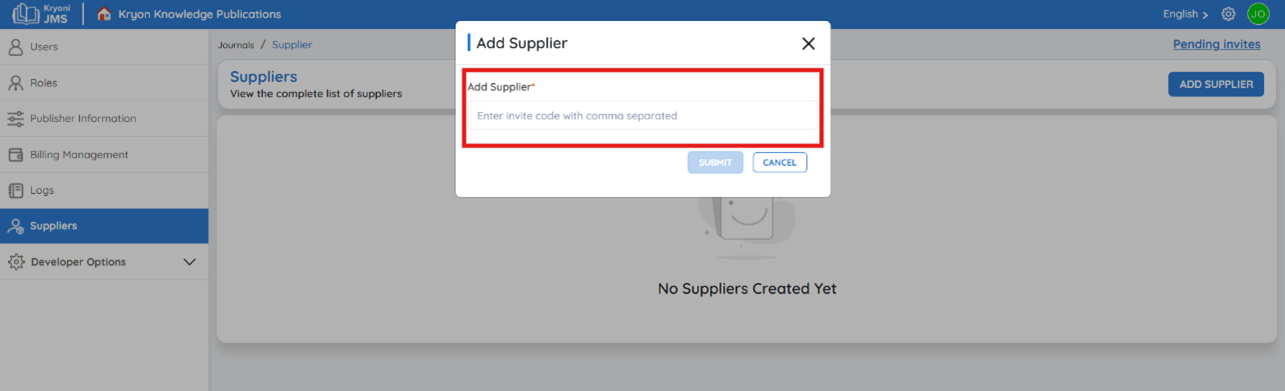 Kryoni
JMS
Kryon Knowledge Publications
English >
JO
Users
Roles
Publisher Information
Billing Management
Logs
Suppliers
Developer Options
Journals / Supplier
Pending invites
Suppliers
View the complete list of suppliers
ADD SUPPLIER
Add Supplier
Add Supplier*
Enter invite code with comma separated
SUBMIT
CANCEL
No Suppliers Created Yet